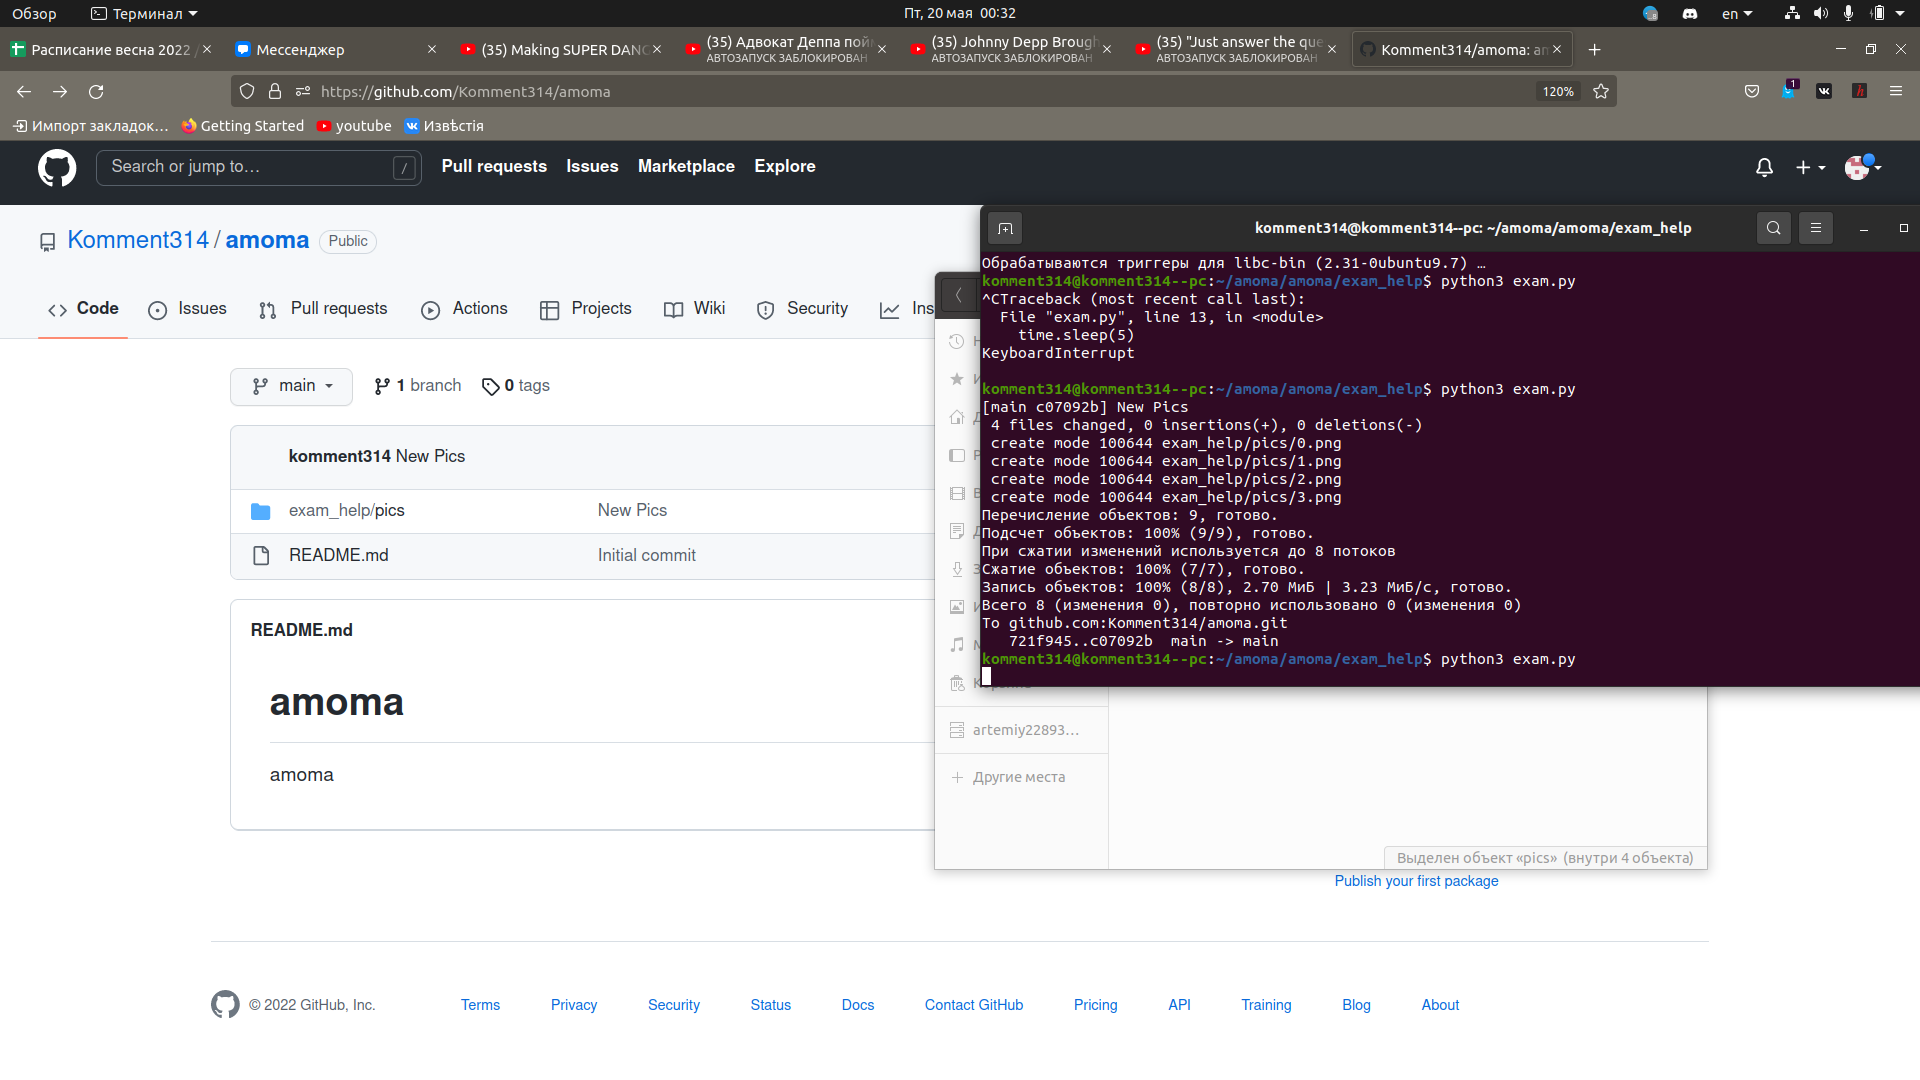 Обзор
Терминал
Пт, 20 мая 00:32
en
Расписание весна 2022 /
Мессенджер
(35) Making SUPER DANC
(35) Адвокат Деппа пойм
АВТОЗАПУСК ЗАБЛОКИРОВАН
(35) Johnny Depp Brough
АВТОЗАПУСК ЗАБЛОКИРОВАН
(35) "Just answer the que
АВТОЗАПУСК ЗАБЛОКИРОВАН
Komment314/amoma: am
https://github.com/Komment314/amoma
120%
1
Импорт закладок…
Getting Started
youtube
Извѣстія
Search or jump to…
/
Pull requests
Issues
Marketplace
Explore
Komment314 / amoma
Public
Code
Issues
Pull requests
Actions
Projects
Wiki
Security
Ins
main
1 branch
0 tags
komment314 New Pics
exam_help/pics
New Pics
README.md
Initial commit
README.md
amoma
amoma
komment314@komment314--pc: ~/amoma/amoma/exam_help
Обрабатываются триггеры для libc-bin (2.31-0ubuntu9.7) …
komment314@komment314--pc:~/amoma/amoma/exam_help$ python3 exam.py
^CTraceback (most recent call last):
  File "exam.py", line 13, in <module>
    time.sleep(5)
KeyboardInterrupt
komment314@komment314--pc:~/amoma/amoma/exam_help$ python3 exam.py
[main c07092b] New Pics
 4 files changed, 0 insertions(+), 0 deletions(-)
 create mode 100644 exam_help/pics/0.png
 create mode 100644 exam_help/pics/1.png
 create mode 100644 exam_help/pics/2.png
 create mode 100644 exam_help/pics/3.png
Перечисление объектов: 9, готово.
Подсчет объектов: 100% (9/9), готово.
При сжатии изменений используется до 8 потоков
Сжатие объектов: 100% (7/7), готово.
Запись объектов: 100% (8/8), 2.70 МиБ | 3.23 МиБ/с, готово.
Всего 8 (изменения 0), повторно использовано 0 (изменения 0)
To github.com:Komment314/amoma.git
   721f945..c07092b  main -> main
komment314@komment314--pc:~/amoma/amoma/exam_help$ python3 exam.py
artemiy22893…
Другие места
Выделен объект «pics» (внутри 4 объекта)
Publish your first package
© 2022 GitHub, Inc.
Terms
Privacy
Security
Status
Docs
Contact GitHub
Pricing
API
Training
Blog
About